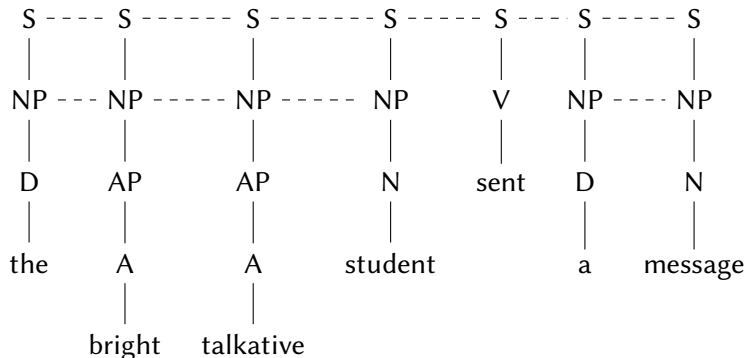 S S S S S S S
NP NP NP NP V NP NP
D AP AP N sent D N
the A A student a message
bright talkative